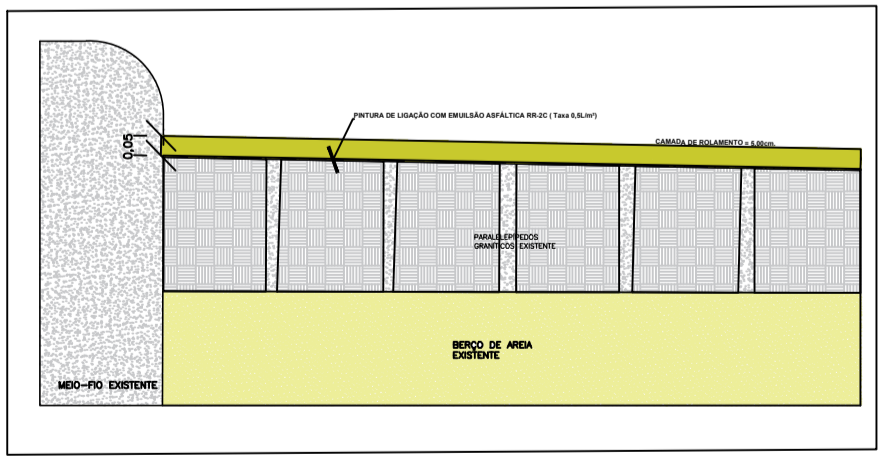 PINTURA DE LIGAÇÃO COM EMUILSÃO ASFÁLTICA RR-2C ( Taxa 0,5L/m²)
CAMADA DE ROLAMENTO = 5,00cm.
0,05
PARALELEPÍPEDOS
GRANÍTICOS EXISTENTE
BERÇO DE AREIA
EXISTENTE
MEIO-FIO EXISTENTE